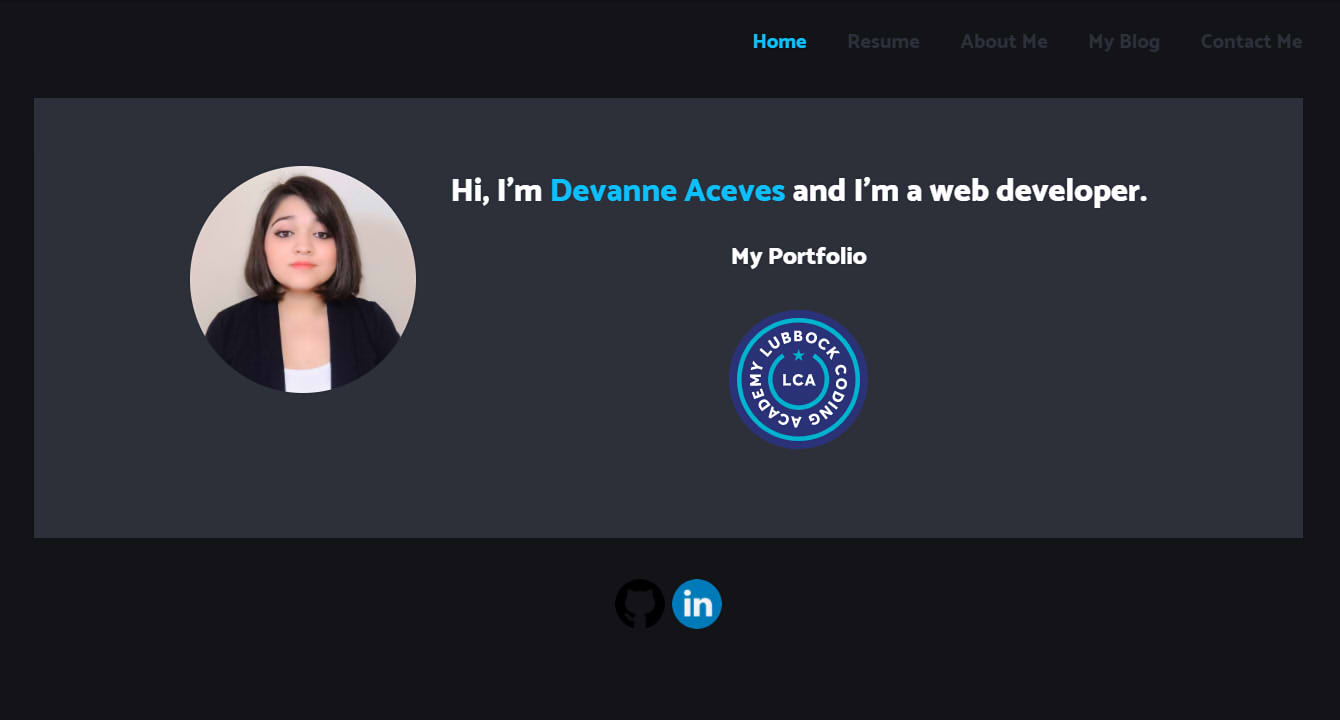 Home Resume About Me My Blog Contact Me
Hi, I'm Devanne Aceves and I'm a web developer.
My Portfolio
LUBBOCK CODING ACADEMY
LCA
in